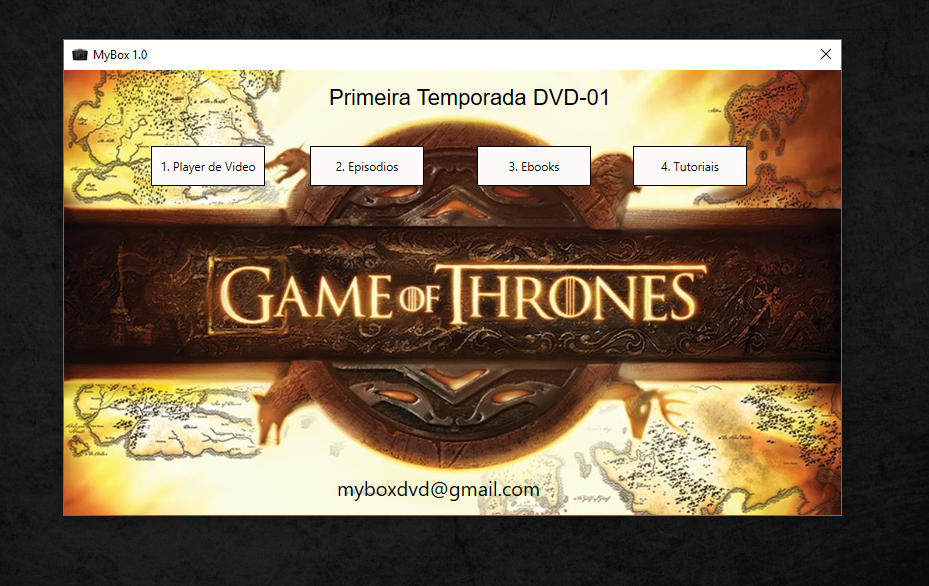 MyBox 1.0
Primeira Temporada DVD-01
1. Player de Video
2. Episodios
3. Ebooks
4. Tutoriais
GAME OF THRONES
myboxdvd@gmail.com